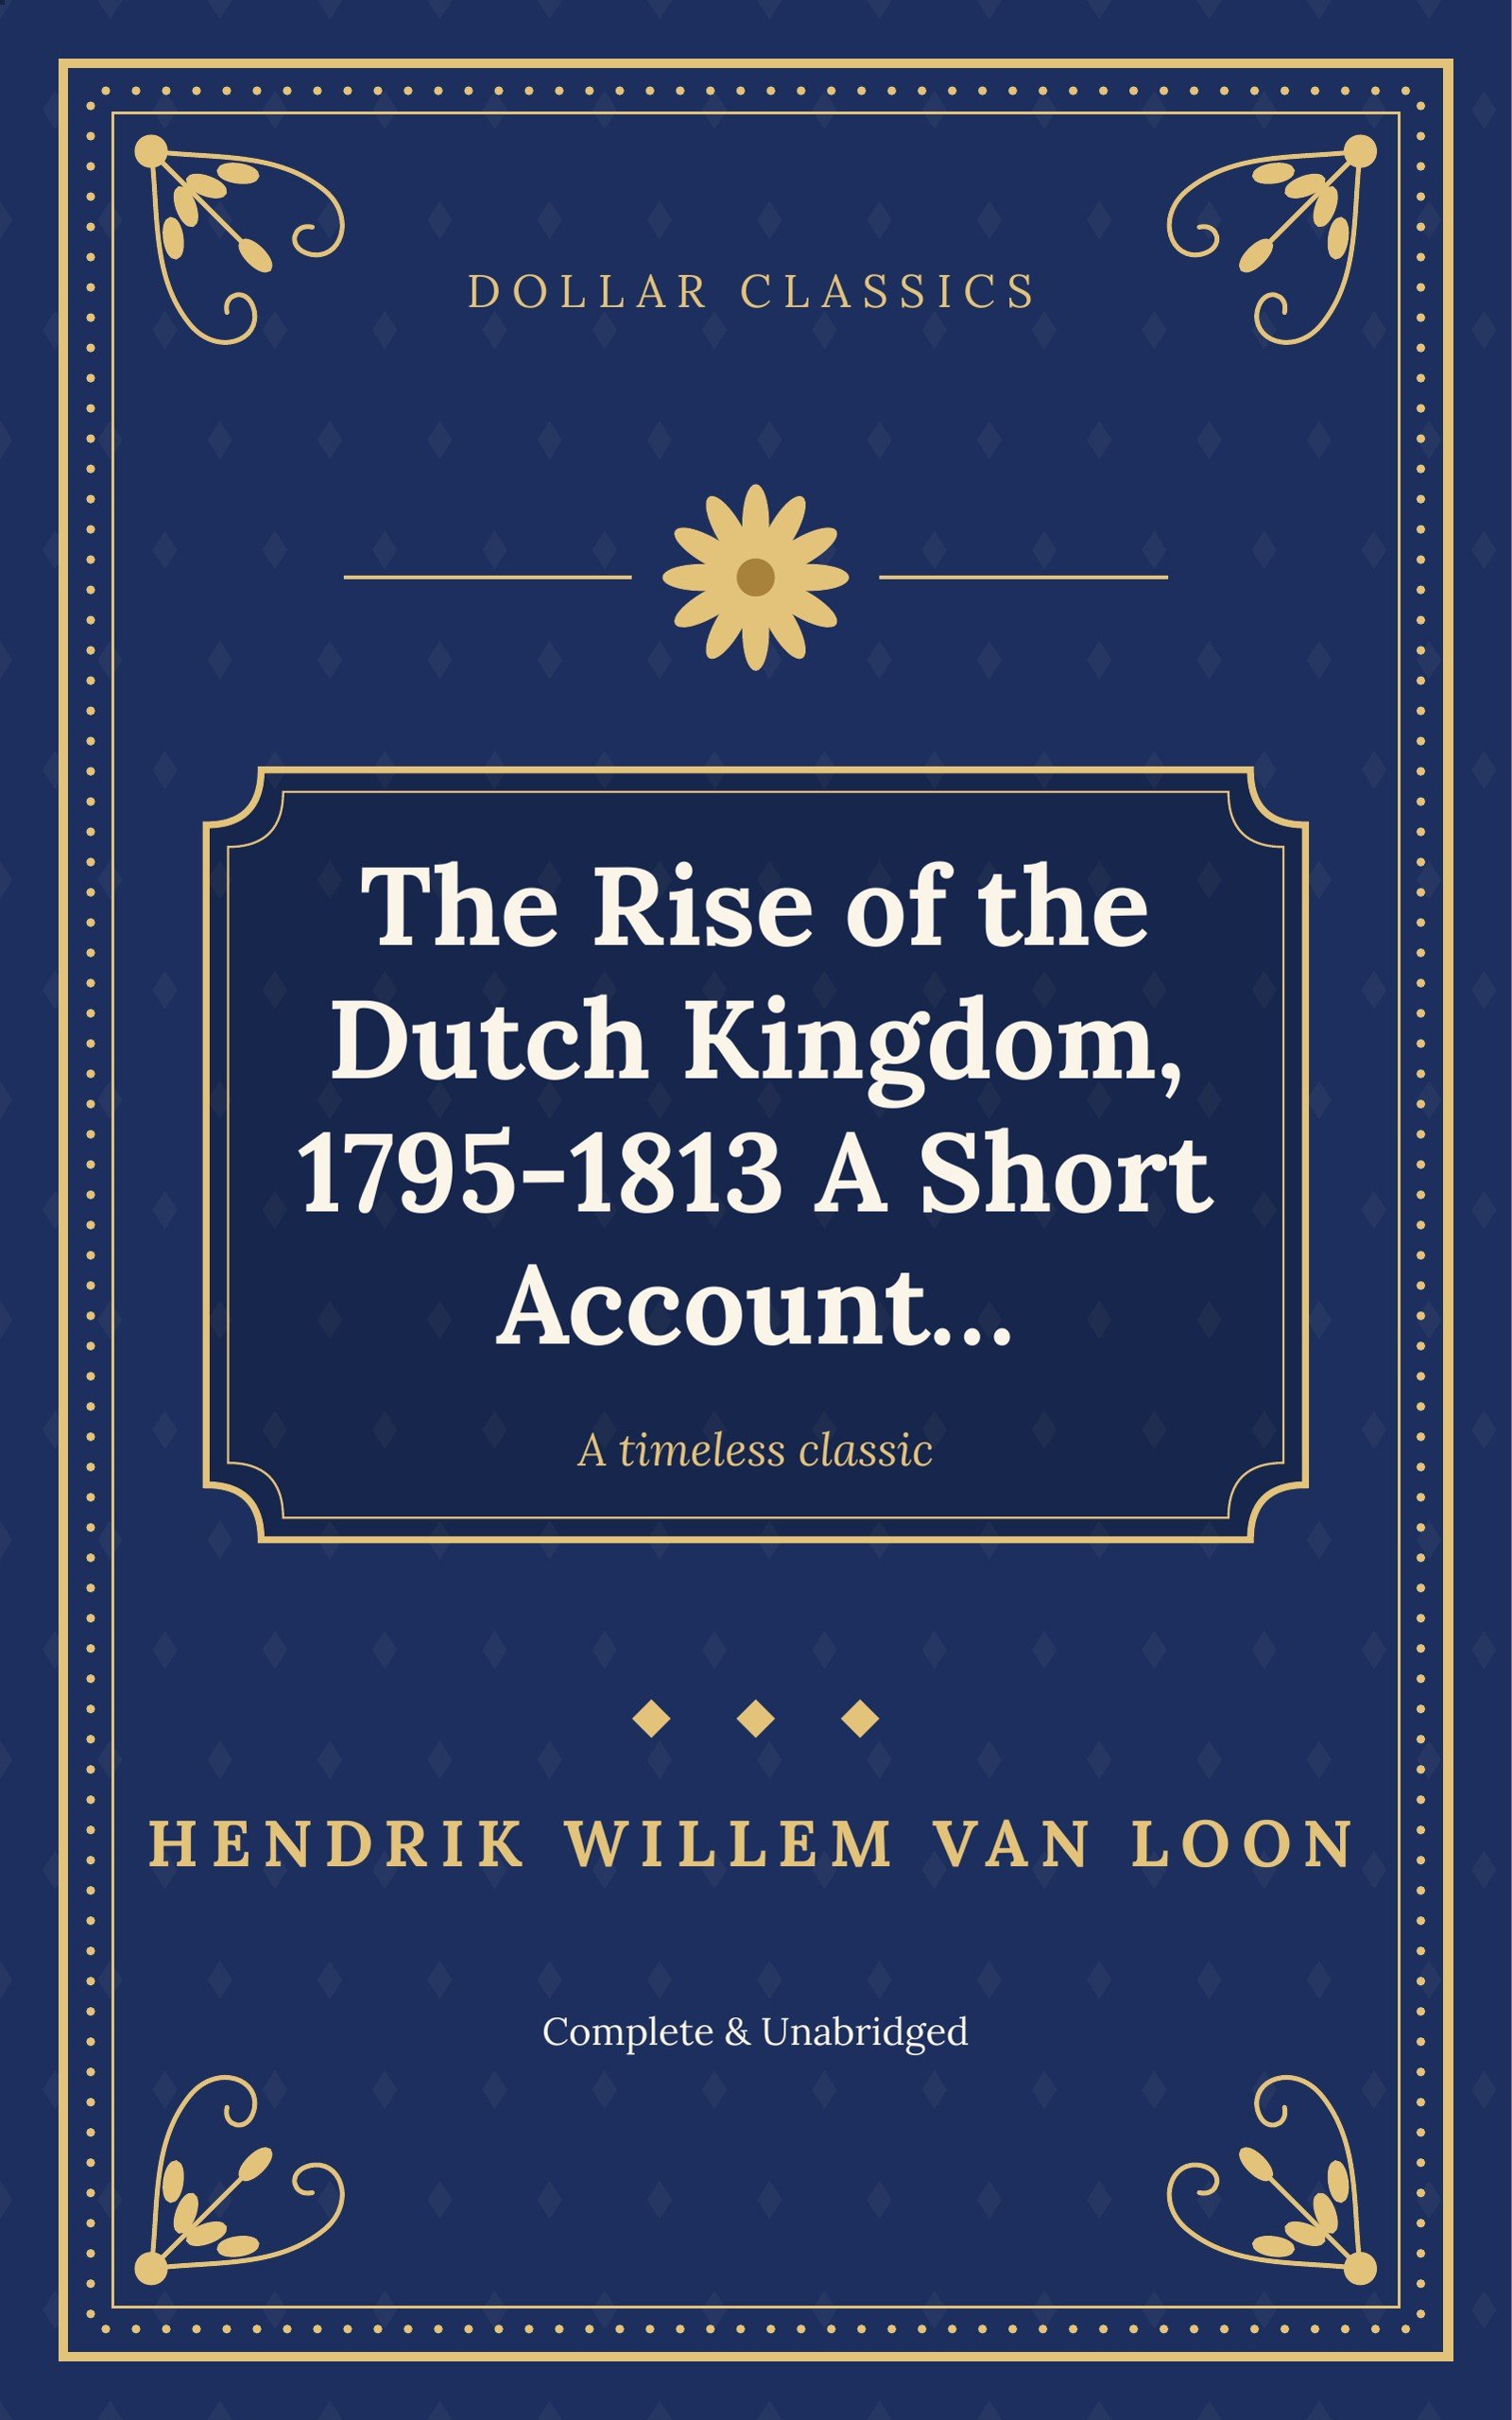 DOLLAR CLASSICS
The Rise of the
Dutch Kingdom,
1795–1813 A Short
Account...
A timeless classic
HENDRIK WILLEM VAN LOON
Complete & Unabridged